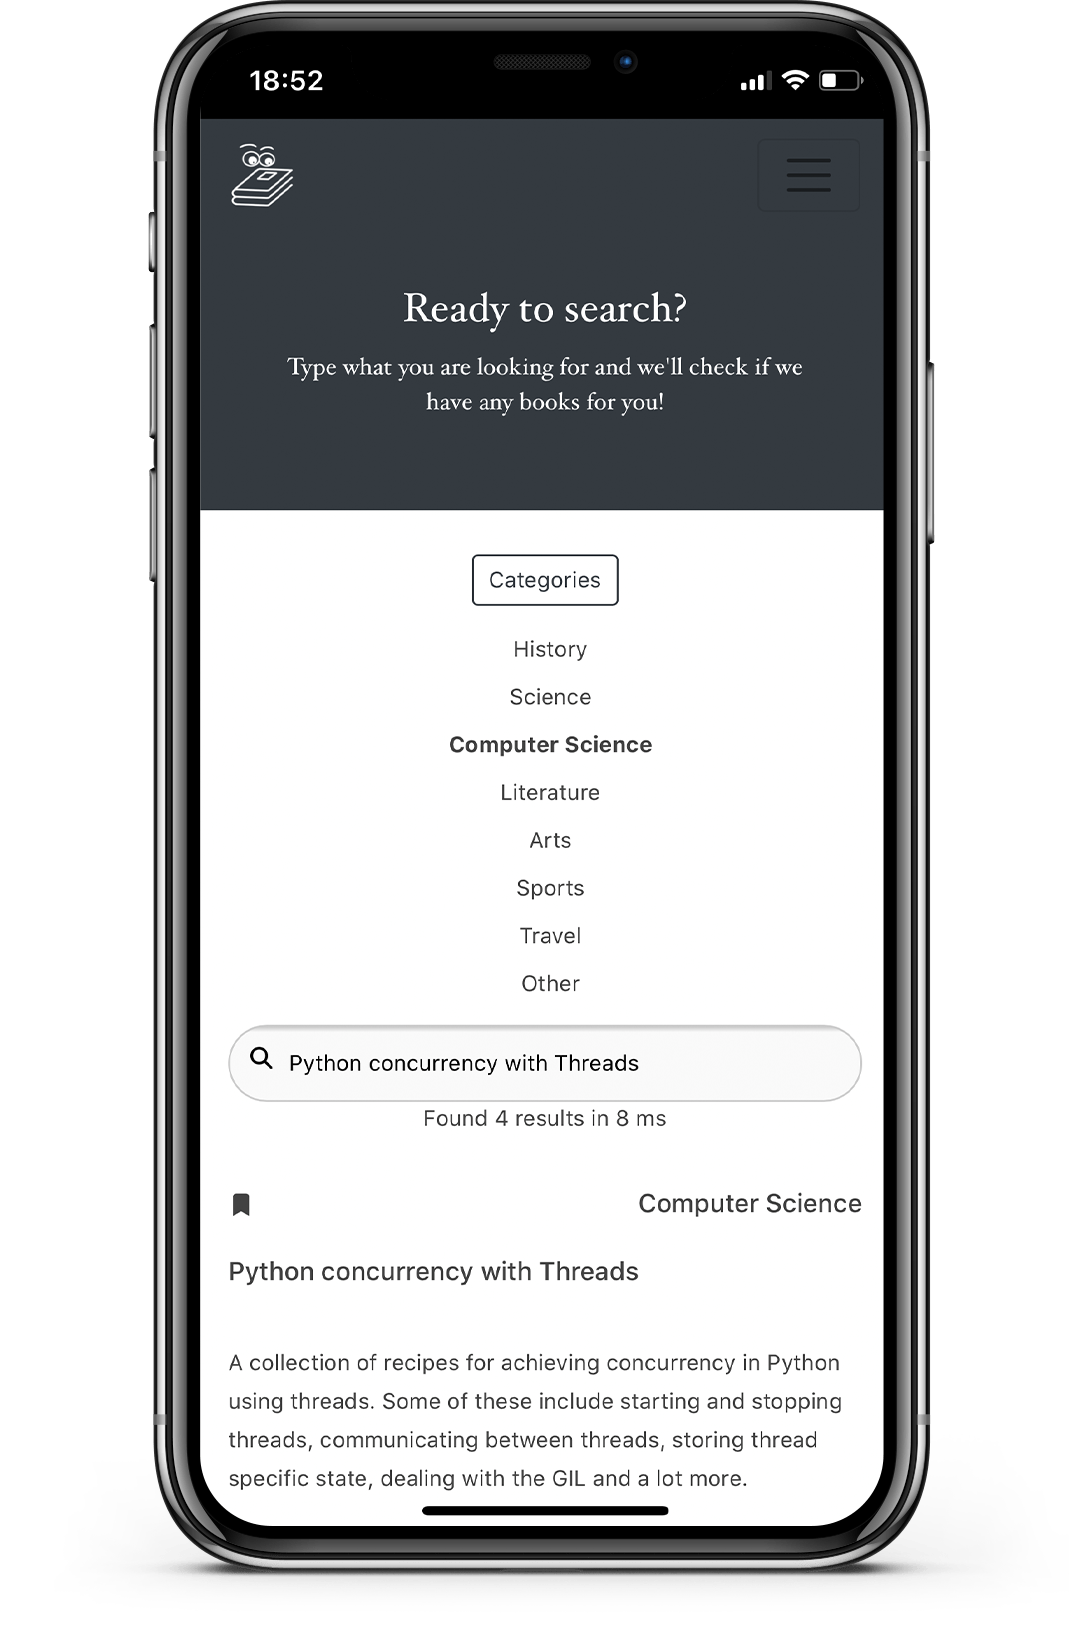 18:52
Ready to search?
Type what you are looking for and we'll check if we
have any books for you!
Categories
History
Science
Computer Science
Literature
Arts
Sports
Travel
Other
Python concurrency with Threads
Found 4 results in 8 ms
Computer Science
Python concurrency with Threads
A collection of recipes for achieving concurrency in Python
using threads. Some of these include starting and stopping
threads, communicating between threads, storing thread
specific state, dealing with the GIL and a lot more.